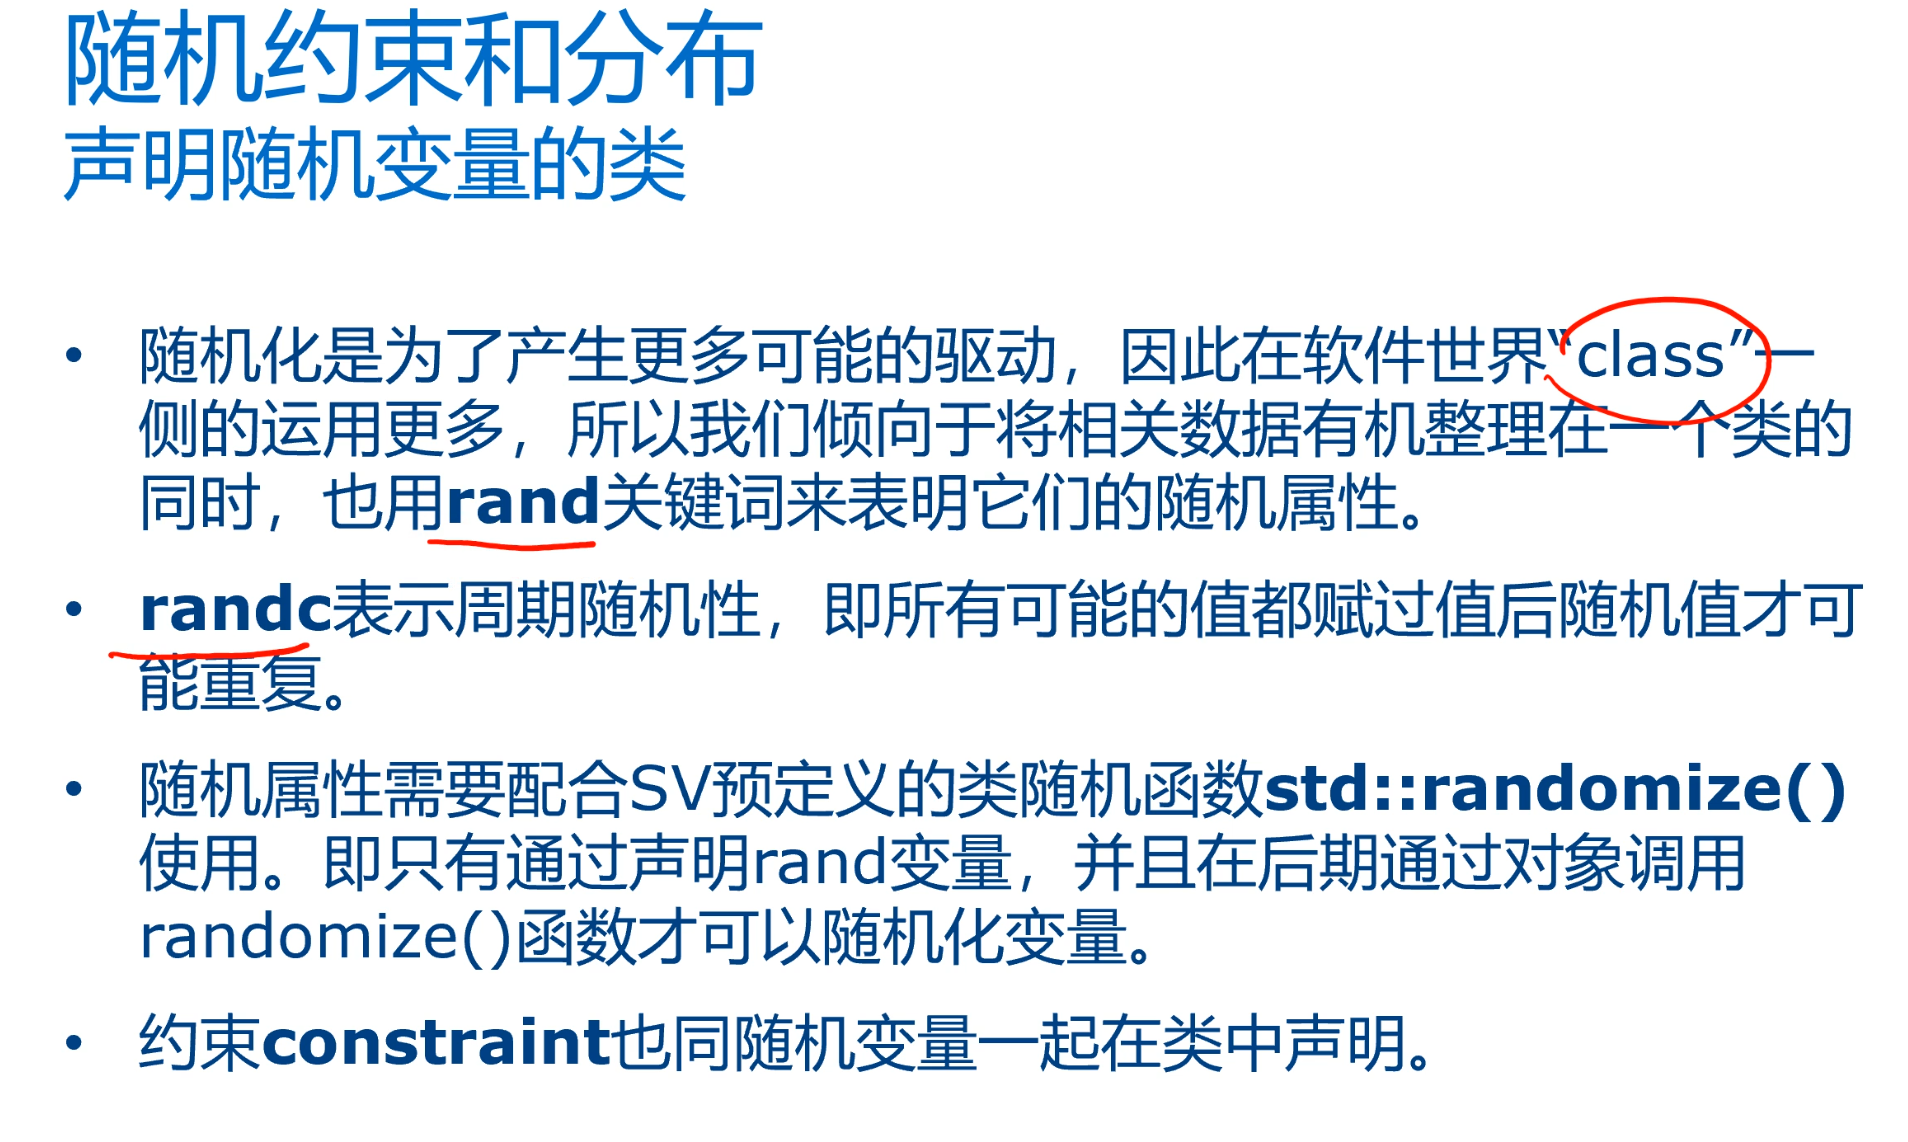 随机约束和分布
声明随机变量的类
• 随机化是为了产生更多可能的驱动，因此在软件世界“class”一
侧的运用更多，所以我们倾向于将相关数据有机整理在一个类的
同时，也用rand关键词来表明它们的随机属性。
• randc表示周期随机性，即所有可能的值都赋过值后随机值才可
能重复。
• 随机属性需要配合SV预定义的类随机函数std::randomize()
使用。即只有通过声明rand变量，并且在后期通过对象调用
randomize()函数才可以随机化变量。
• 约束constraint也同随机变量一起在类中声明。